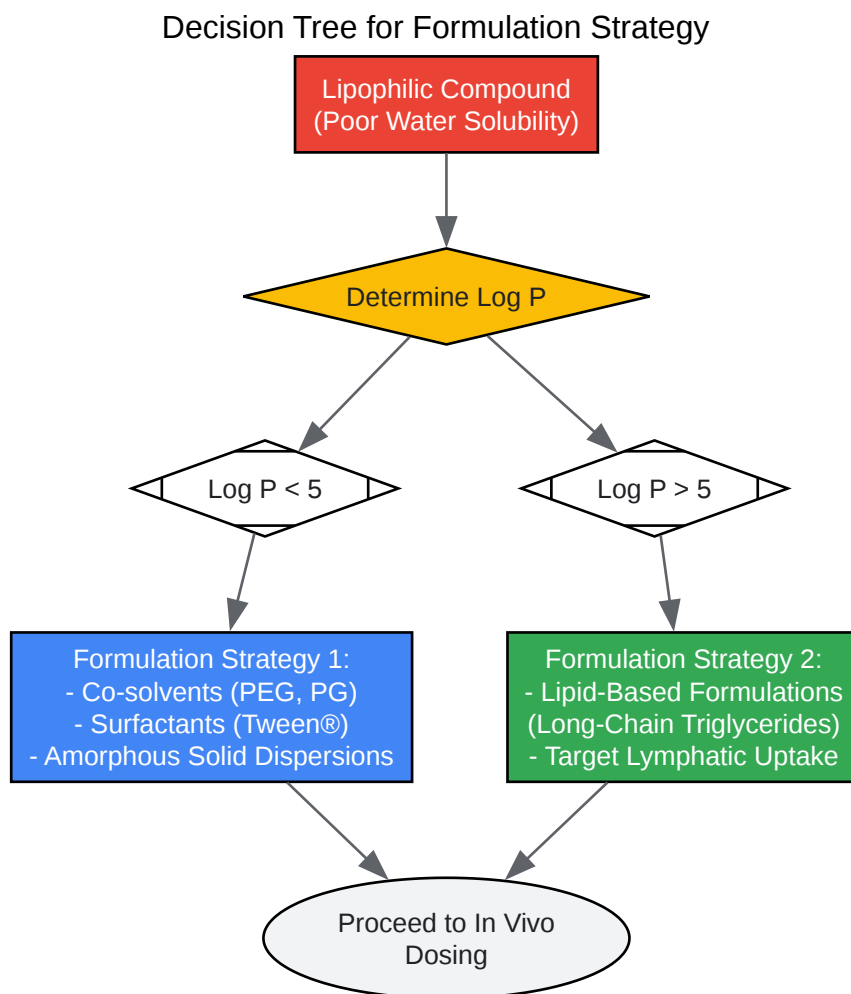 Decision Tree for Formulation Strategy
Lipophilic Compound
(Poor Water Solubility)
Determine Log P
Log P < 5
Log P > 5
Formulation Strategy 1:
- Co-solvents (PEG, PG)
- Surfactants (Tween®)
- Amorphous Solid Dispersions
Formulation Strategy 2:
- Lipid-Based Formulations
(Long-Chain Triglycerides)
- Target Lymphatic Uptake
Proceed to In Vivo
Dosing